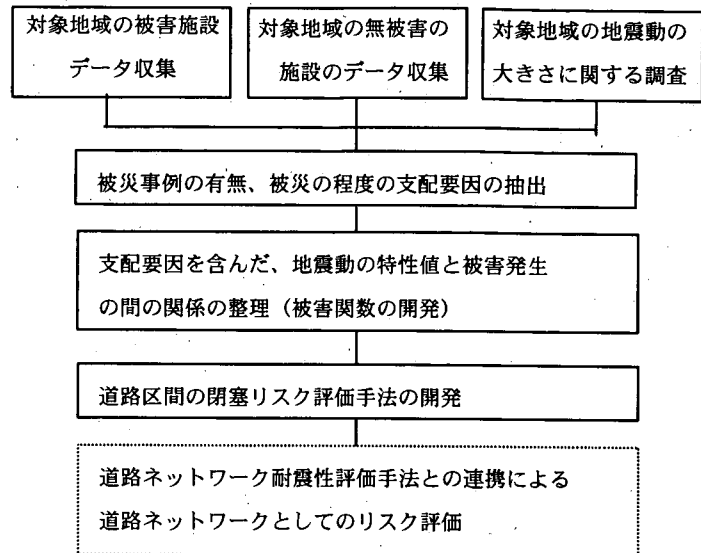 対象地域の被害施設
データ収集
対象地域の無被害の
施設のデータ収集
対象地域の地震動の
大きさに関する調査
被災事例の有無、被災の程度の支配要因の抽出
支配要因を含んだ、地震動の特性値と被害発生
の間の関係の整理（被害関数の開発）
道路区間の閉塞リスク評価手法の開発
道路ネットワーク耐震性評価手法との連携による
道路ネットワークとしてのリスク評価